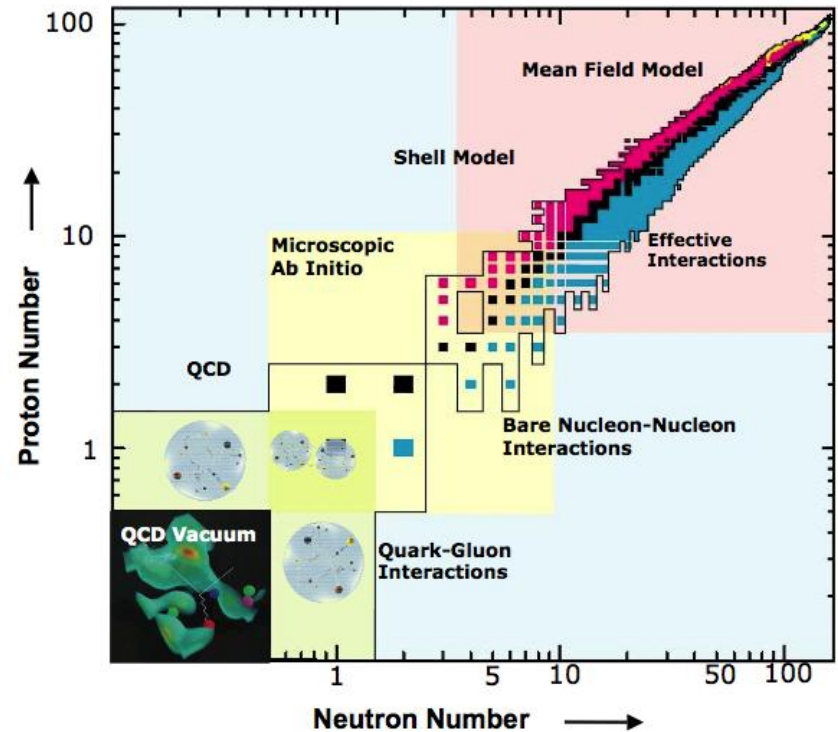 100
Mean Field Model
Shell Model
10
Microscopic
Ab Initio
Effective
Interactions
QCD
Bare Nucleon-Nucleon
Interactions
1
QCD Vacuum
Quark-Gluon
Interactions
Proton Number
1
5
10
50
100
Neutron Number